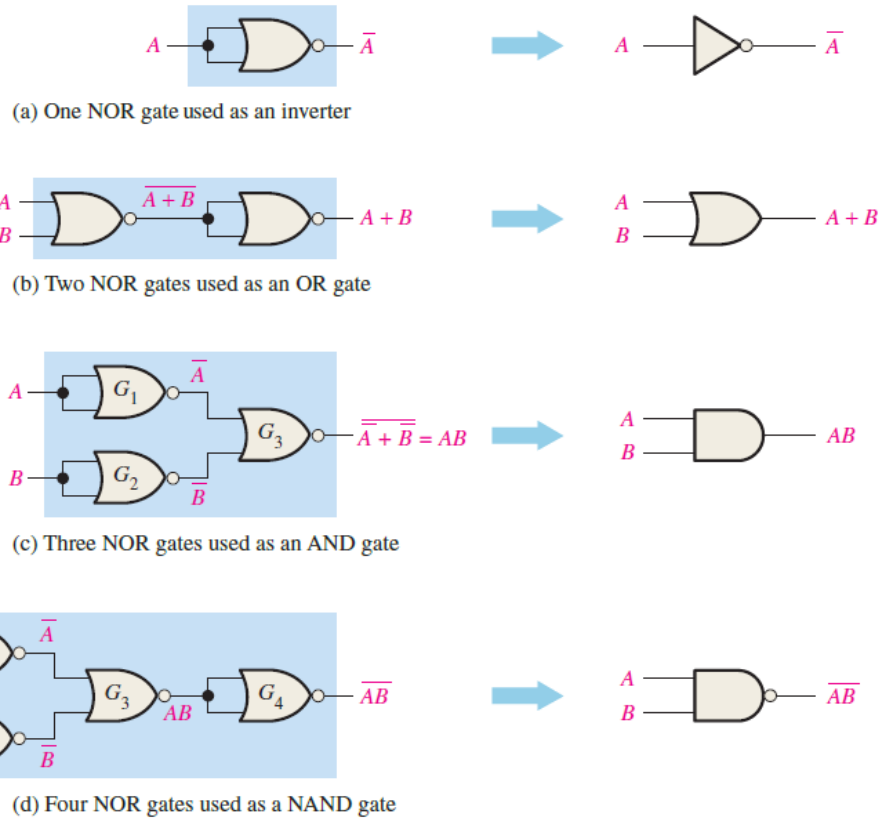 A A̅ A A̅
(a) One NOR gate used as an inverter
A A̅+̅B̅ A
B A + B B A + B
(b) Two NOR gates used as an OR gate
A G₁ A̅
G₃ A̅ + B̅ = AB A B AB
B G₂ B̅
(c) Three NOR gates used as an AND gate
A̅
G₃ AB G₄ A̅B̅ A B A̅B̅
B̅
(d) Four NOR gates used as a NAND gate